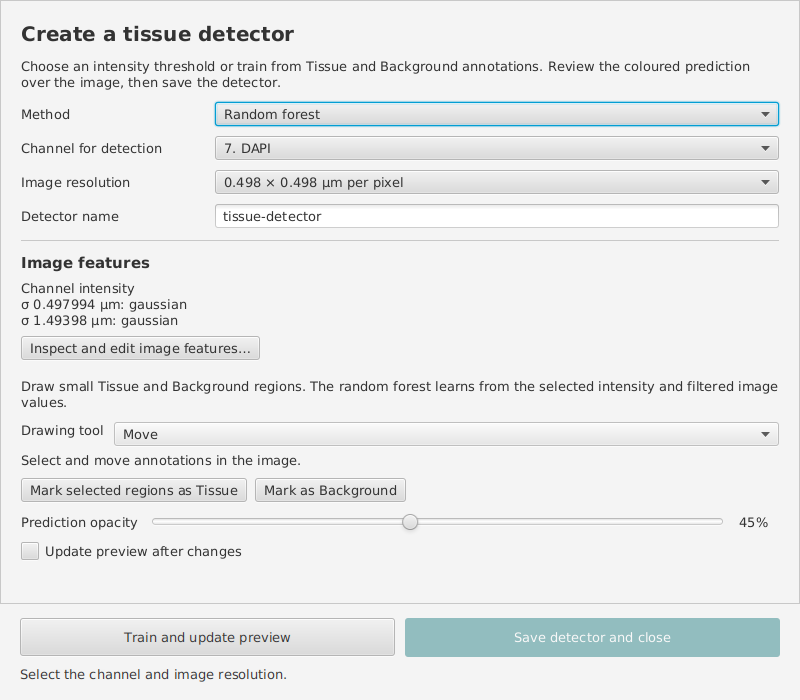 Create a tissue detector
Choose an intensity threshold or train from Tissue and Background annotations. Review the coloured prediction
over the image, then save the detector.
Method
Random forest
Channel for detection
7. DAPI
Image resolution
0.498 × 0.498 µm per pixel
Detector name
tissue-detector
Image features
Channel intensity
σ 0.497994 µm: gaussian
σ 1.49398 µm: gaussian
Inspect and edit image features...
Draw small Tissue and Background regions. The random forest learns from the selected intensity and filtered image
values.
Drawing tool
Move
Select and move annotations in the image.
Mark selected regions as Tissue
Mark as Background
Prediction opacity
45%
Update preview after changes
Train and update preview
Save detector and close
Select the channel and image resolution.